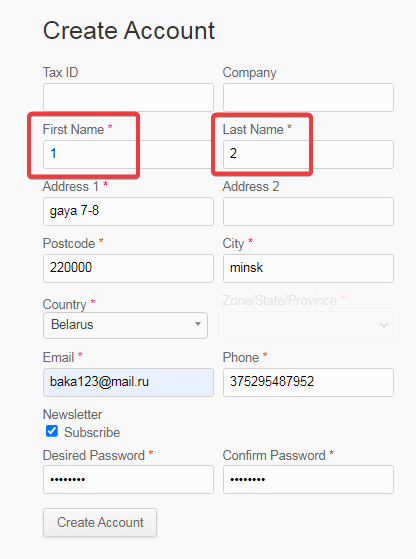 Create Account
Tax ID Company
First Name * Last Name *
1 2
Address 1 * Address 2
gaya 7-8
Postcode * City *
220000 minsk
Country * Zone/State/Province *
Belarus
Email * Phone *
baka123@mail.ru 375295487952
Newsletter
Subscribe
Desired Password * Confirm Password *
•••••••• ••••••••
Create Account